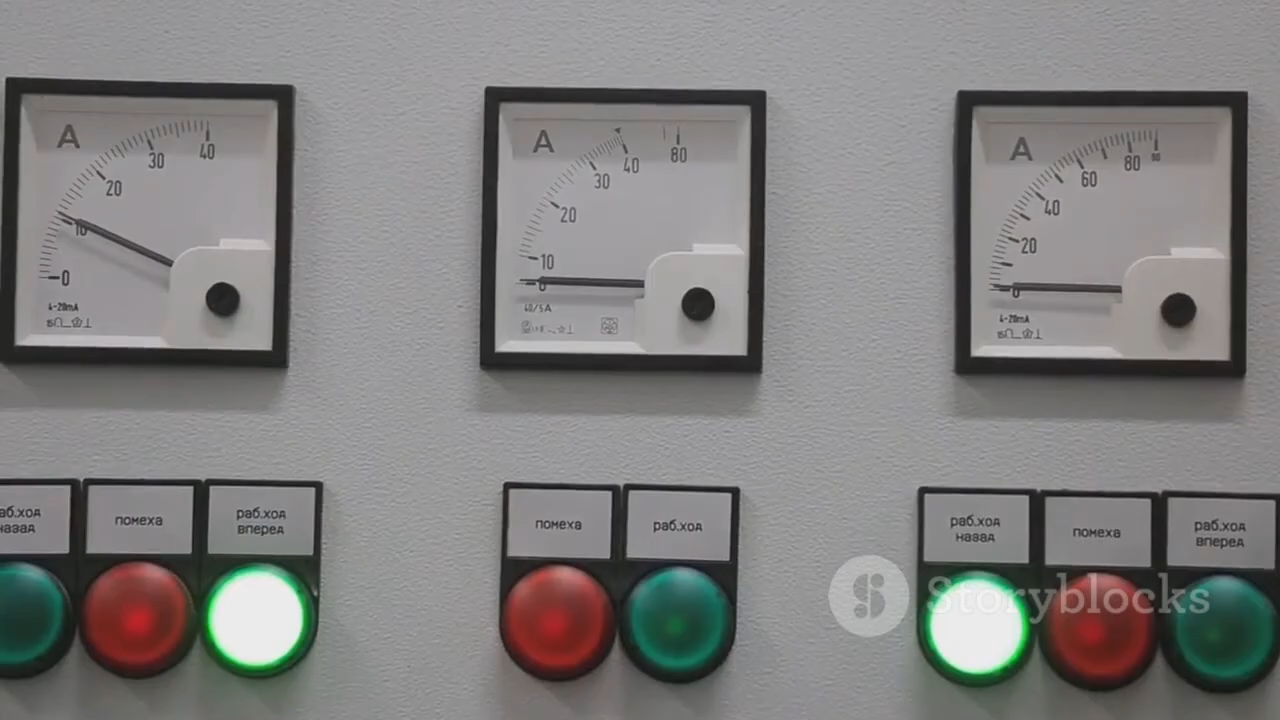 A
0
10
20
30
40
4-20mA
A
0
10
20
30
40
80
40/5A
A
0
20
40
60
80
90
4-20mA
раб.ход
назад
помеха
раб.ход
вперед
помеха
раб.ход
раб.ход
назад
помеха
раб.ход
вперед
Storyblocks